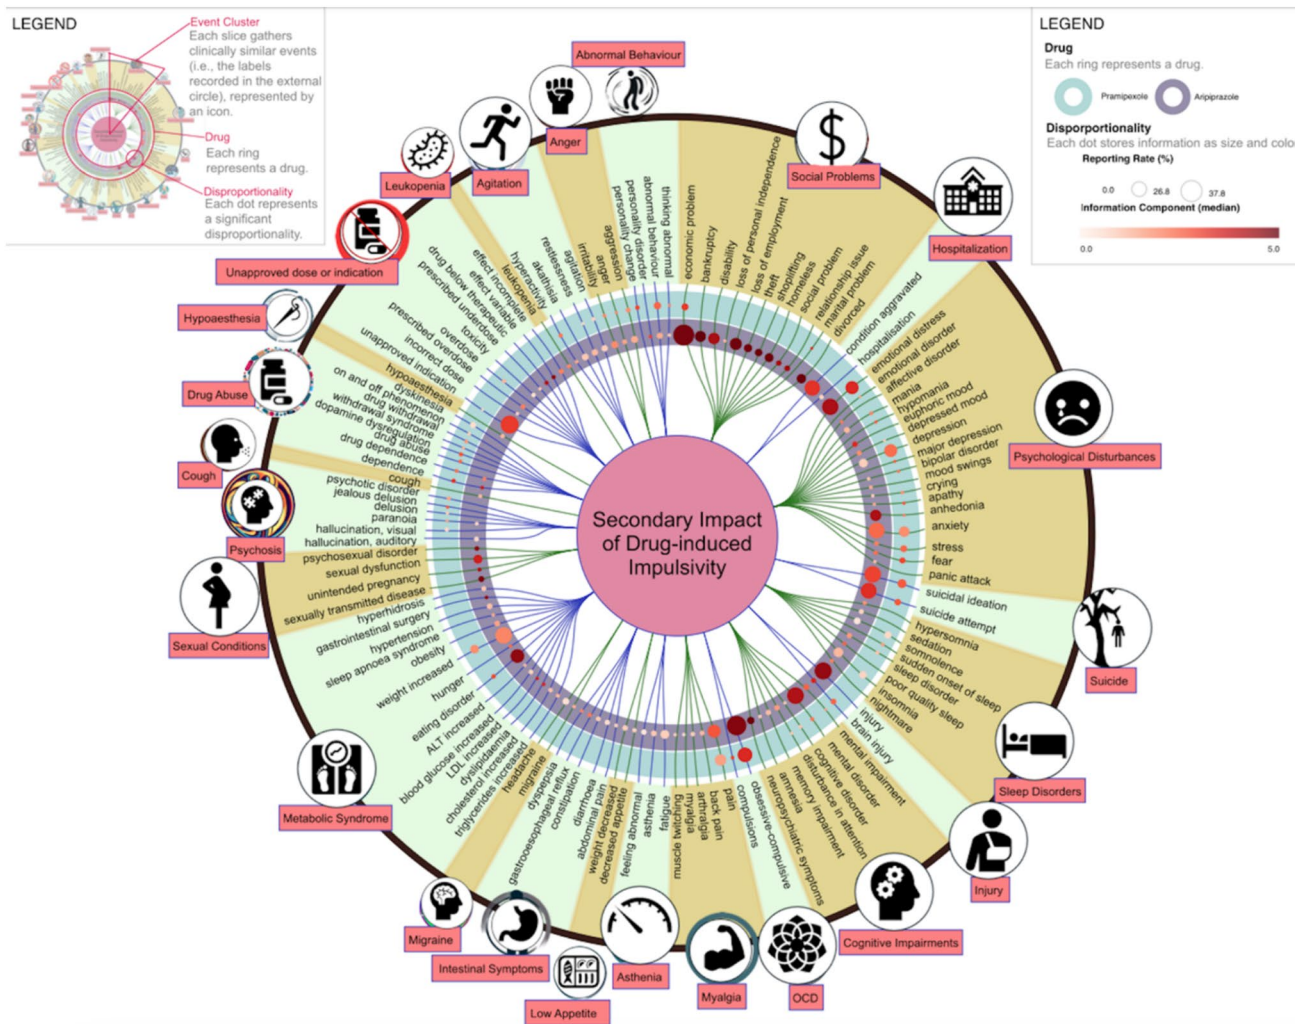 LEGEND
Event Cluster
Each slice gathers
clinically similar events
(i.e., the labels
recorded in the external
circle), represented by
an icon.
Drug
Each ring
represents a drug.
Disproportionality
Each dot represents
a significant
disproportionality.
LEGEND
Drug
Each ring represents a drug.
Pramipexole
Aripiprazole
Disporportionality
Each dot stores information as size and colo
Reporting Rate (%)
0.0
26.8
37.8
Information Component (median)
0.0
5.0
Secondary Impact
of Drug-induced
Impulsivity
Abnormal Behaviour
Social Problems
Hospitalization
Psychological Disturbances
Suicide
Sleep Disorders
Injury
Cognitive Impairments
OCD
Myalgia
Asthenia
Low Appetite
Intestinal Symptoms
Migraine
Metabolic Syndrome
Sexual Conditions
Psychosis
Cough
Drug Abuse
Hypoaesthesia
Unapproved dose or indication
Leukopenia
Agitation
Anger
economic problem
bankruptcy
disability
loss of personal independence
loss of employment
theft
shoplifting
homeless
social problem
relationship issue
marital problem
divorced
condition aggravated
hospitalisation
emotional distress
emotional disorder
affective disorder
mania
hypomania
euphoric mood
depressed mood
depression
major depression
bipolar disorder
mood swings
crying
apathy
anhedonia
anxiety
stress
fear
panic attack
suicidal ideation
suicide attempt
hypersomnia
sedation
somnolence
sudden onset of sleep
sleep disorder
poor quality sleep
insomnia
nightmare
injury
brain injury
mental impairment
mental disorder
cognitive disorder
disturbance in attention
memory impairment
amnesia
neuropsychiatric symptoms
obsessive-compulsive
compulsions
pain
back pain
arthralgia
myalgia
muscle twitching
fatigue
asthenia
feeling abnormal
decreased appetite
weight decreased
abdominal pain
diarrhoea
constipation
gastrooesophageal reflux
dyspepsia
migraine
headache
triglycerides increased
cholesterol increased
dyslipidaemia
LDL increased
blood glucose increased
ALT increased
eating disorder
hunger
weight increased
obesity
sleep apnoea syndrome
hypertension
gastrointestinal surgery
hyperhidrosis
sexually transmitted disease
unintended pregnancy
sexual dysfunction
psychosexual disorder
hallucination, auditory
hallucination, visual
paranoia
delusion
jealous delusion
psychotic disorder
cough
dependence
drug dependence
drug abuse
dopamine dysregulation
withdrawal syndrome
drug withdrawal
on and off phenomenon
dyskinesia
hypoaesthesia
unapproved indication
incorrect dose
prescribed overdose
overdose
toxicity
prescribed underdose
drug below therapeutic
effect variable
effect incomplete
leukopenia
hyperactivity
akathisia
restlessness
agitation
irritability
anger
aggression
personality change
personality disorder
abnormal behaviour
thinking abnormal